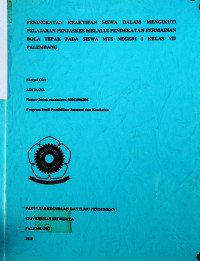 PENINGKATAN KEAKTIFAN SISWA DALAM MENGIKUTI
PELAJARAN PENJASKES MELALUI PENDEKATAN PERMAINAN
BOLA TEPAK PADA SISWA MTS NEGERI 1 KELAS VII
PALEMBANG
Skripsi Oleh
Nomor Induk mahasiswa
Program Studi Pendidikan Jasmani dan Kesehatan
FAKULTAS KEGURUAN DAN ILMU PENDIDIKAN
UNIVERSITAS SRIWIJAYA
PALEMBANG
2010